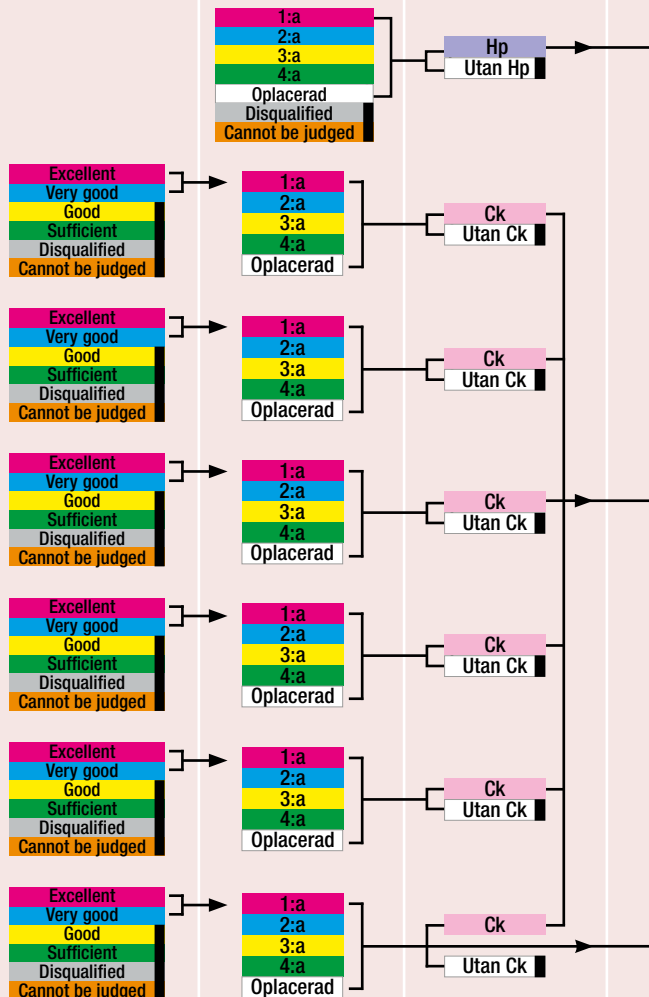 1:a
2:a
3:a
4:a
Oplacerad
Disqualified
Cannot be judged
Hp
Utan Hp
Excellent
Very good
Good
Sufficient
Disqualified
Cannot be judged
1:a
2:a
3:a
4:a
Oplacerad
Ck
Utan Ck
Excellent
Very good
Good
Sufficient
Disqualified
Cannot be judged
1:a
2:a
3:a
4:a
Oplacerad
Ck
Utan Ck
Excellent
Very good
Good
Sufficient
Disqualified
Cannot be judged
1:a
2:a
3:a
4:a
Oplacerad
Ck
Utan Ck
Excellent
Very good
Good
Sufficient
Disqualified
Cannot be judged
1:a
2:a
3:a
4:a
Oplacerad
Ck
Utan Ck
Excellent
Very good
Good
Sufficient
Disqualified
Cannot be judged
1:a
2:a
3:a
4:a
Oplacerad
Ck
Utan Ck
Excellent
Very good
Good
Sufficient
Disqualified
Cannot be judged
1:a
2:a
3:a
4:a
Oplacerad
Ck
Utan Ck